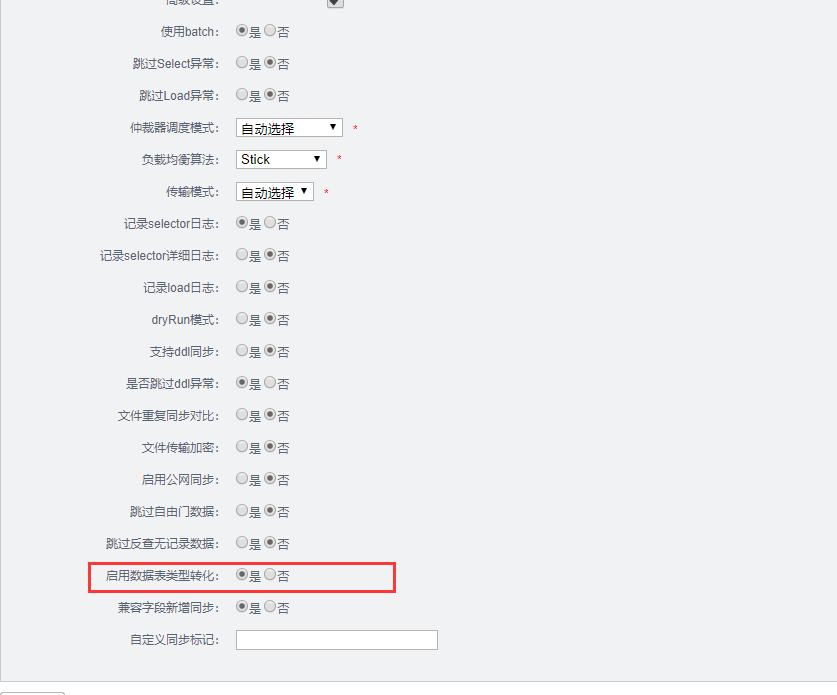 高级设置：
使用batch： 是 否
跳过Select异常： 是 否
跳过Load异常： 是 否
仲裁器调度模式： 自动选择 *
负载均衡算法： Stick *
传输模式： 自动选择 *
记录selector日志： 是 否
记录selector详细日志： 是 否
记录load日志： 是 否
dryRun模式： 是 否
支持ddl同步： 是 否
是否跳过ddl异常： 是 否
文件重复同步对比： 是 否
文件传输加密： 是 否
启用公网同步： 是 否
跳过自由门数据： 是 否
跳过反查无记录数据： 是 否
启用数据表类型转化： 是 否
兼容字段新增同步： 是 否
自定义同步标记：